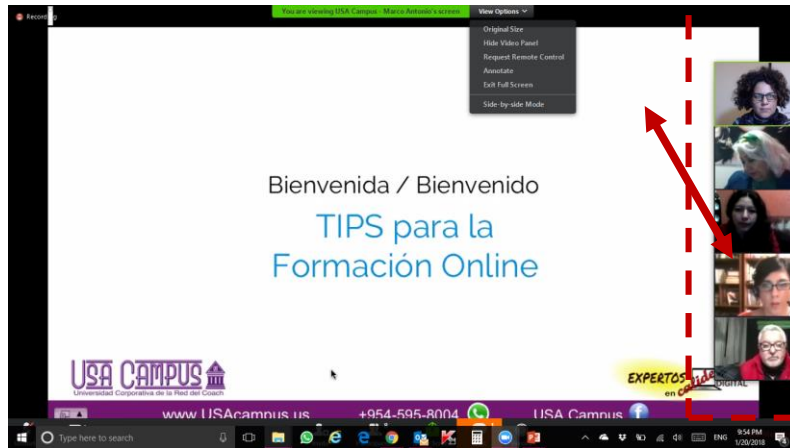 Recording
You are viewing USA Campus - Marco Antonio's screen
View Options
Original Size
Hide Video Panel
Request Remote Control
Annotate
Exit Full Screen
Side-by-side Mode
Bienvenida / Bienvenido
TIPS para la
Formación Online
USA CAMPUS
Universidad Corporativa de la Red del Coach
EXPERTOS
en calidez DIGITAL
www USAcampus us
+954-595-8004
USA Campus
Type here to search
ENG
9:54 PM
1/20/2018